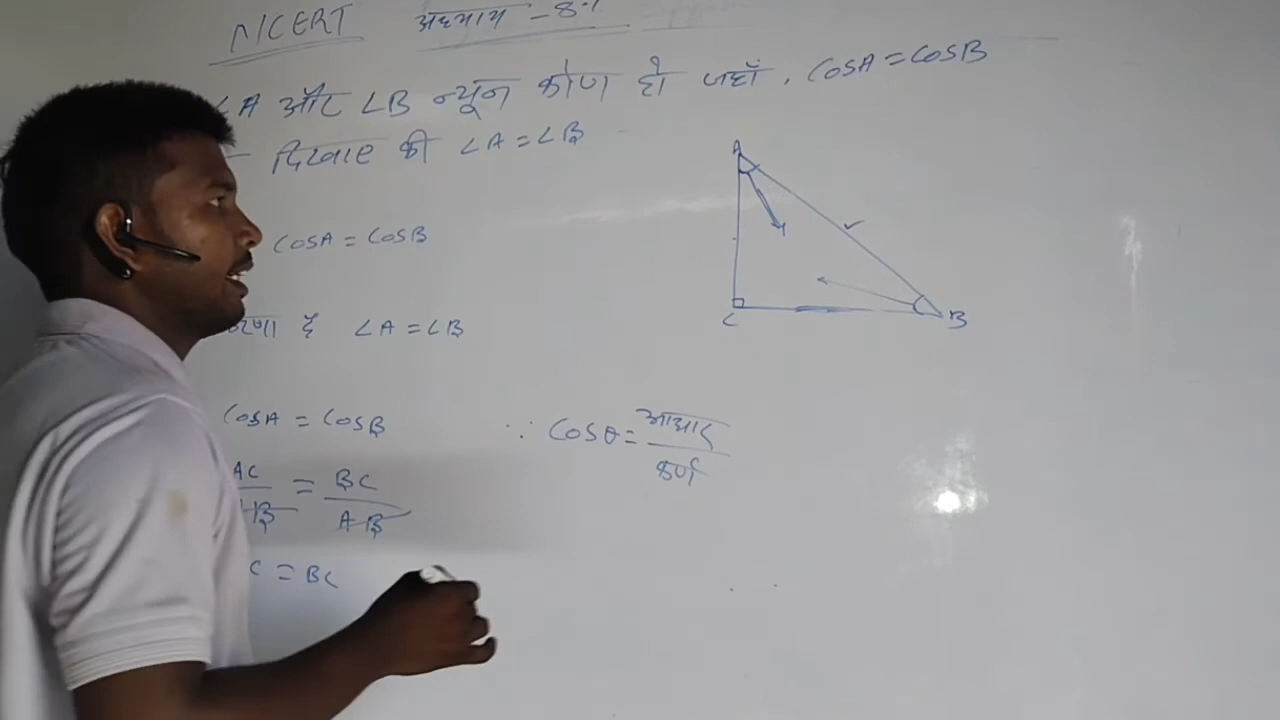 NCERT अध्याय - 8.1
∠A और ∠B न्यून कोण हो जहाँ, CosA = CosB
दिखाए की ∠A = ∠B
CosA = CosB
है ∠A = ∠B
CosA = CosB
AC/AB = BC/AB
C = BC
∵ Cosθ = आधार/कर्ण
A
C
B